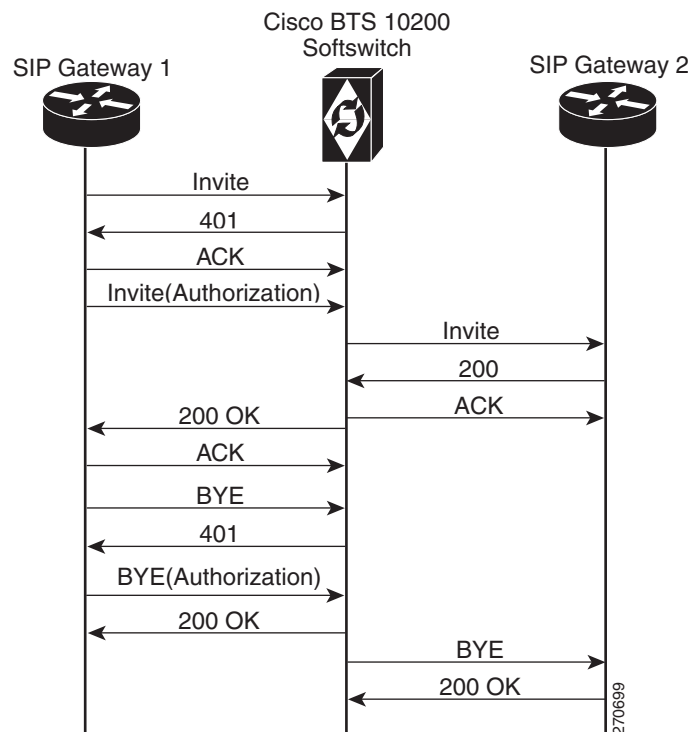 Cisco BTS 10200
Softswitch
SIP Gateway 1
SIP Gateway 2
Invite
401
ACK
Invite(Authorization)
Invite
200
200 OK
ACK
ACK
BYE
401
BYE(Authorization)
200 OK
BYE
200 OK
270699